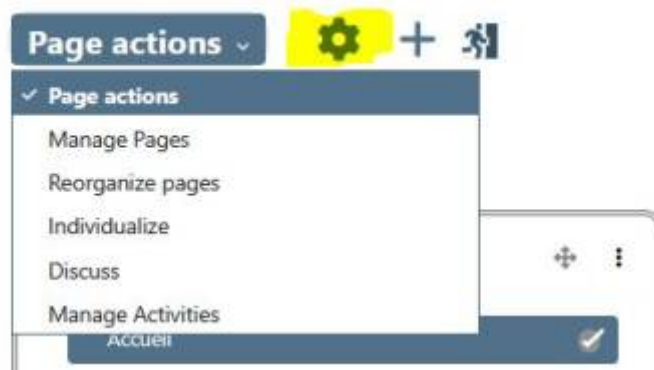 Page actions
Page actions
Manage Pages
Reorganize pages
Individualize
Discuss
Manage Activities
Accueil